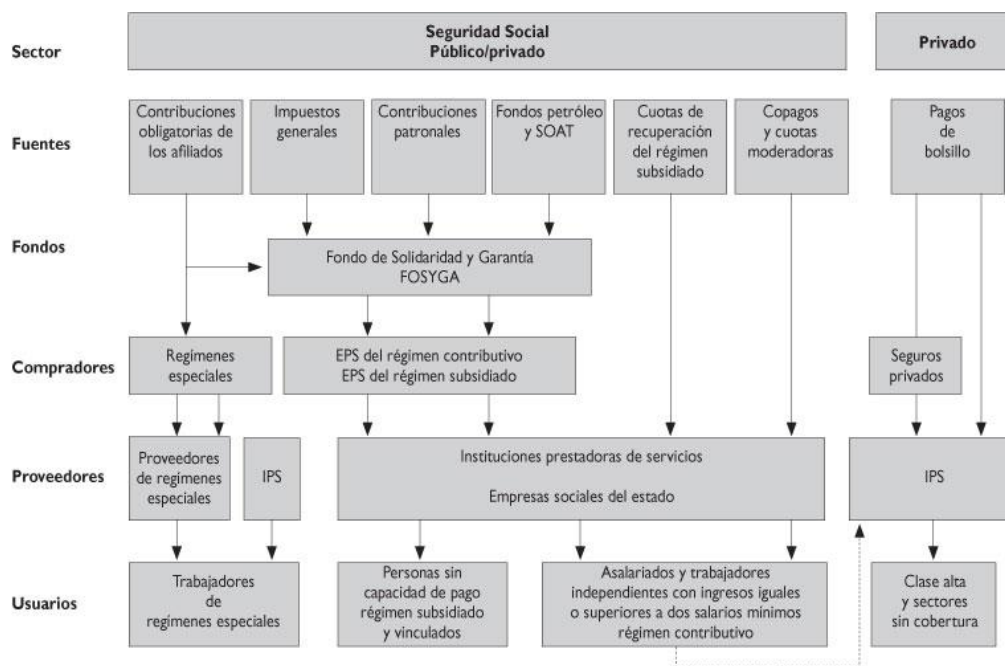 Sector
Seguridad Social
Público/privado
Privado
Fuentes
Contribuciones
obligatorias de
los afiliados
Impuestos
generales
Contribuciones
patronales
Fondos petróleo
y SOAT
Cuotas de
recuperación
del régimen
subsidiado
Copagos
y cuotas
moderadoras
Pagos
de
bolsillo
Fondos
Fondo de Solidaridad y Garantía
FOSYGA
Compradores
Regímenes
especiales
EPS del régimen contributivo
EPS del régimen subsidiado
Seguros
privados
Proveedores
Proveedores
de regímenes
especiales
IPS
Instituciones prestadoras de servicios
Empresas sociales del estado
IPS
Usuarios
Trabajadores
de
regímenes especiales
Personas sin
capacidad de pago
régimen subsidiado
y vinculados
Asalariados y trabajadores
independientes con ingresos iguales
o superiores a dos salarios mínimos
régimen contributivo
Clase alta
y sectores
sin cobertura